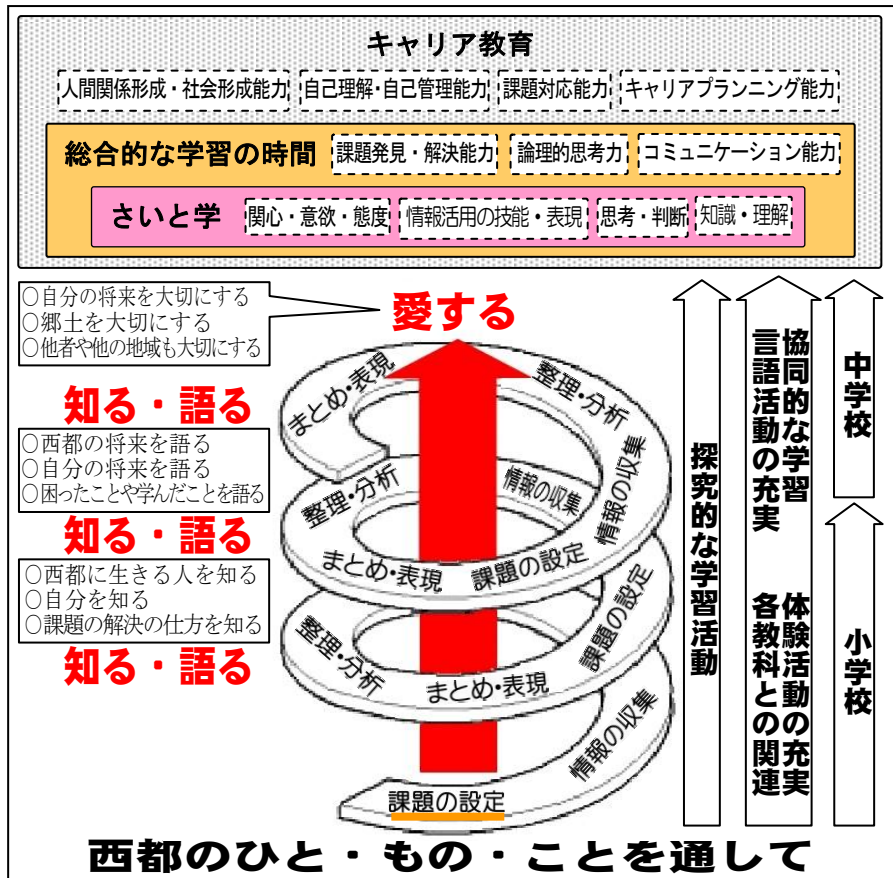 キャリア教育
人間関係形成・社会形成能力
自己理解・自己管理能力
課題対応能力
キャリアプランニング能力
総合的な学習の時間
課題発見・解決能力
論理的思考力
コミュニケーション能力
さいと学
関心・意欲・態度
情報活用の技能・表現
思考・判断
知識・理解
○自分の将来を大切にする
○郷土を大切にする
○他者や他の地域も大切にする
愛する
知る・語る
○西都の将来を語る
○自分の将来を語る
○困ったことや学んだことを語る
知る・語る
○西都に生きる人を知る
○自分を知る
○課題の解決の仕方を知る
知る・語る
まとめ・表現
整理・分析
情報の収集
課題の設定
まとめ・表現
整理・分析
情報の収集
課題の設定
まとめ・表現
整理・分析
情報の収集
課題の設定
探究的な学習活動
協同的な学習
言語活動の充実
体験活動の充実
各教科との関連
中学校
小学校
西都のひと・もの・ことを通して